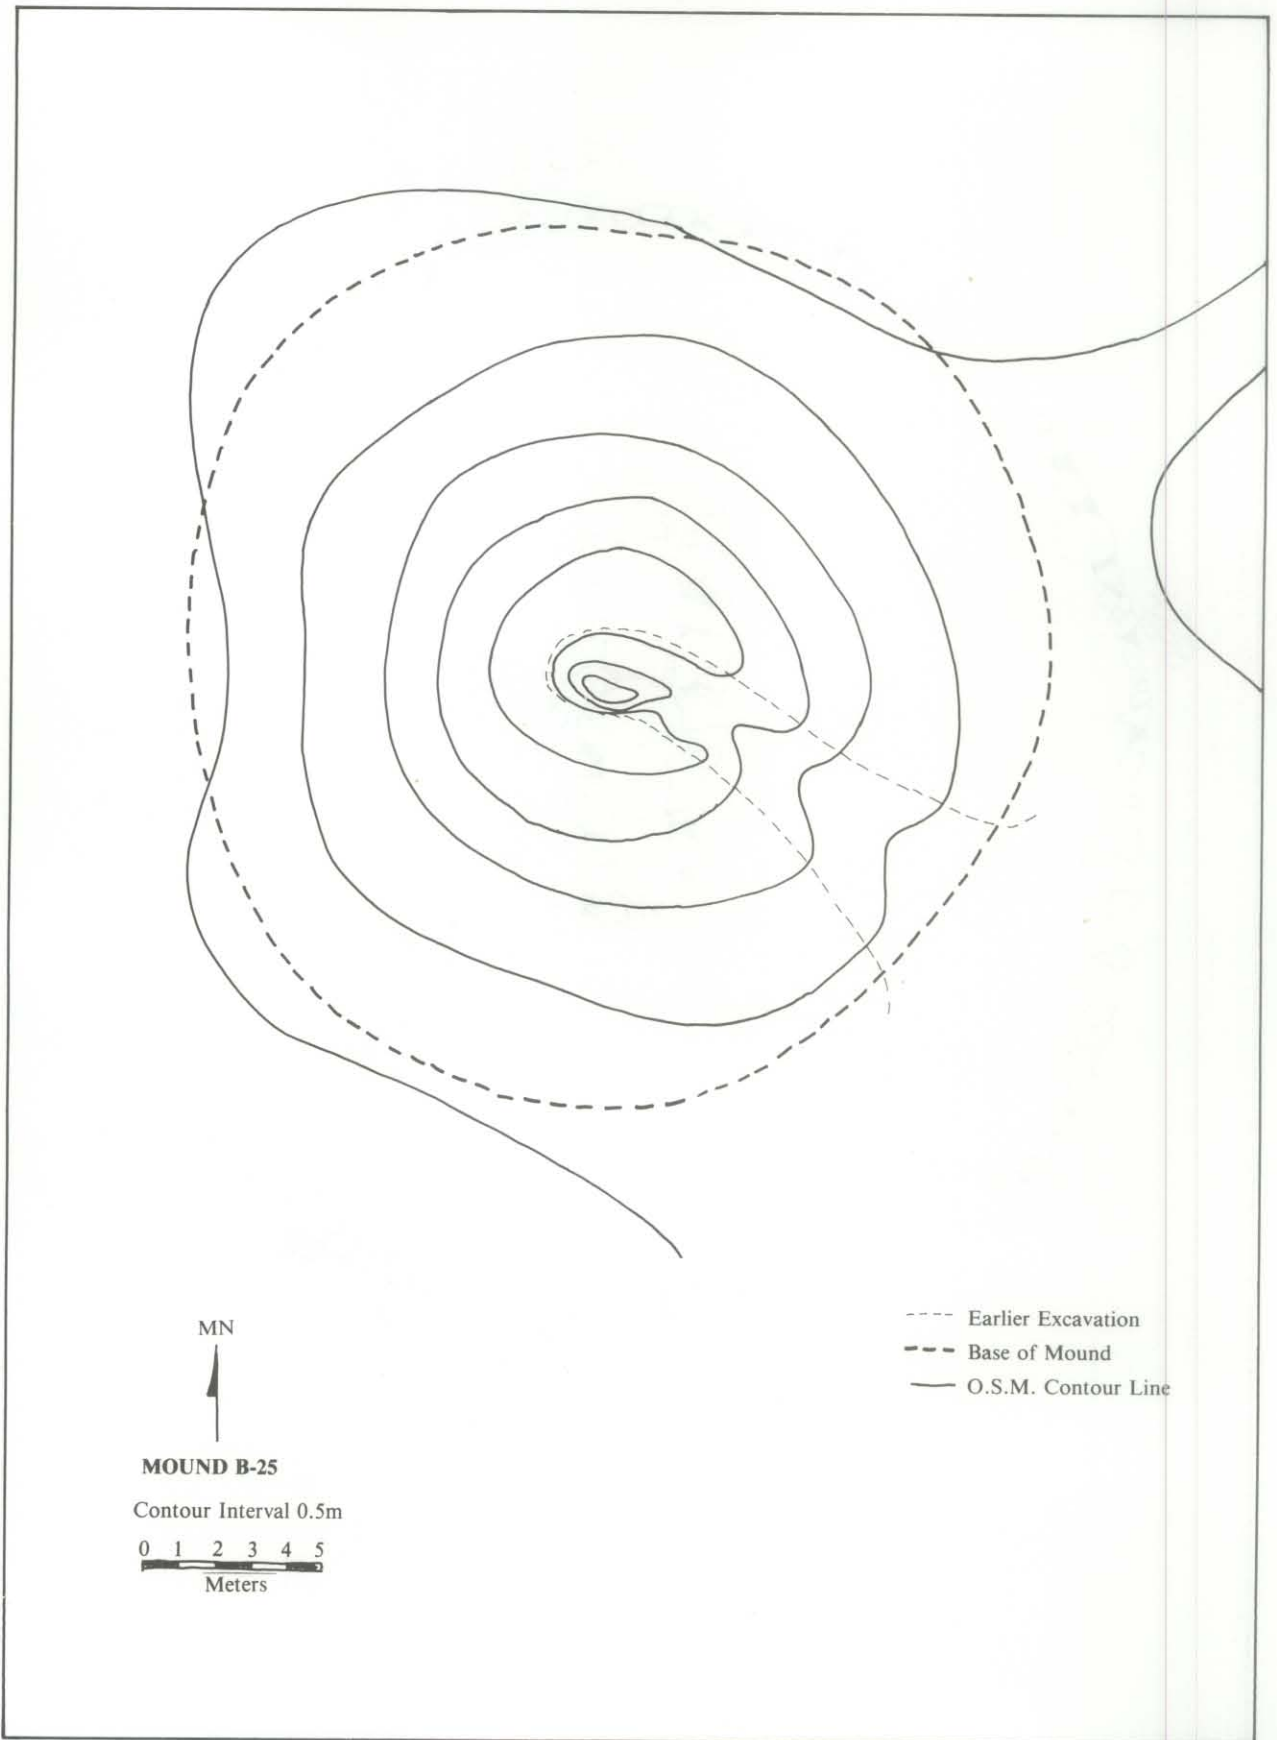 MN
MOUND B-25
Contour Interval 0.5m
0 1 2 3 4 5
Meters
Earlier Excavation
Base of Mound
O.S.M. Contour Line